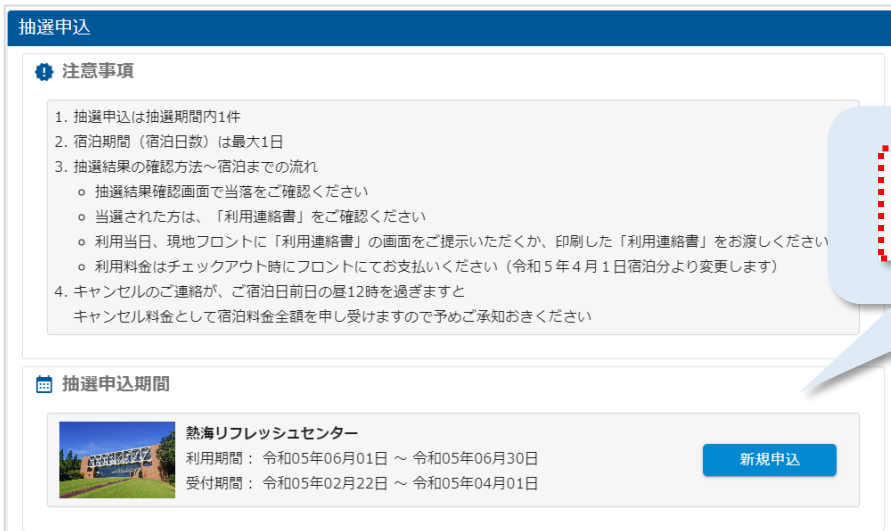 抽選申込
注意事項
1. 抽選申込は抽選期間内1件
2. 宿泊期間（宿泊日数）は最大1日
3. 抽選結果の確認方法～宿泊までの流れ
抽選結果確認画面で当落をご確認ください
当選された方は、「利用連絡書」をご確認ください
利用当日、現地フロントに「利用連絡書」の画面をご提示いただくか、印刷した「利用連絡書」をお渡しください
利用料金はチェックアウト時にフロントにてお支払いください（令和５年４月１日宿泊分より変更します）
4. キャンセルのご連絡が、ご宿泊日前日の昼12時を過ぎますと
キャンセル料金として宿泊料金全額を申し受けますので予めご承知おきください
抽選申込期間
熱海リフレッシュセンター
利用期間： 令和05年06月01日 ～ 令和05年06月30日
受付期間： 令和05年02月22日 ～ 令和05年04月01日
新規申込